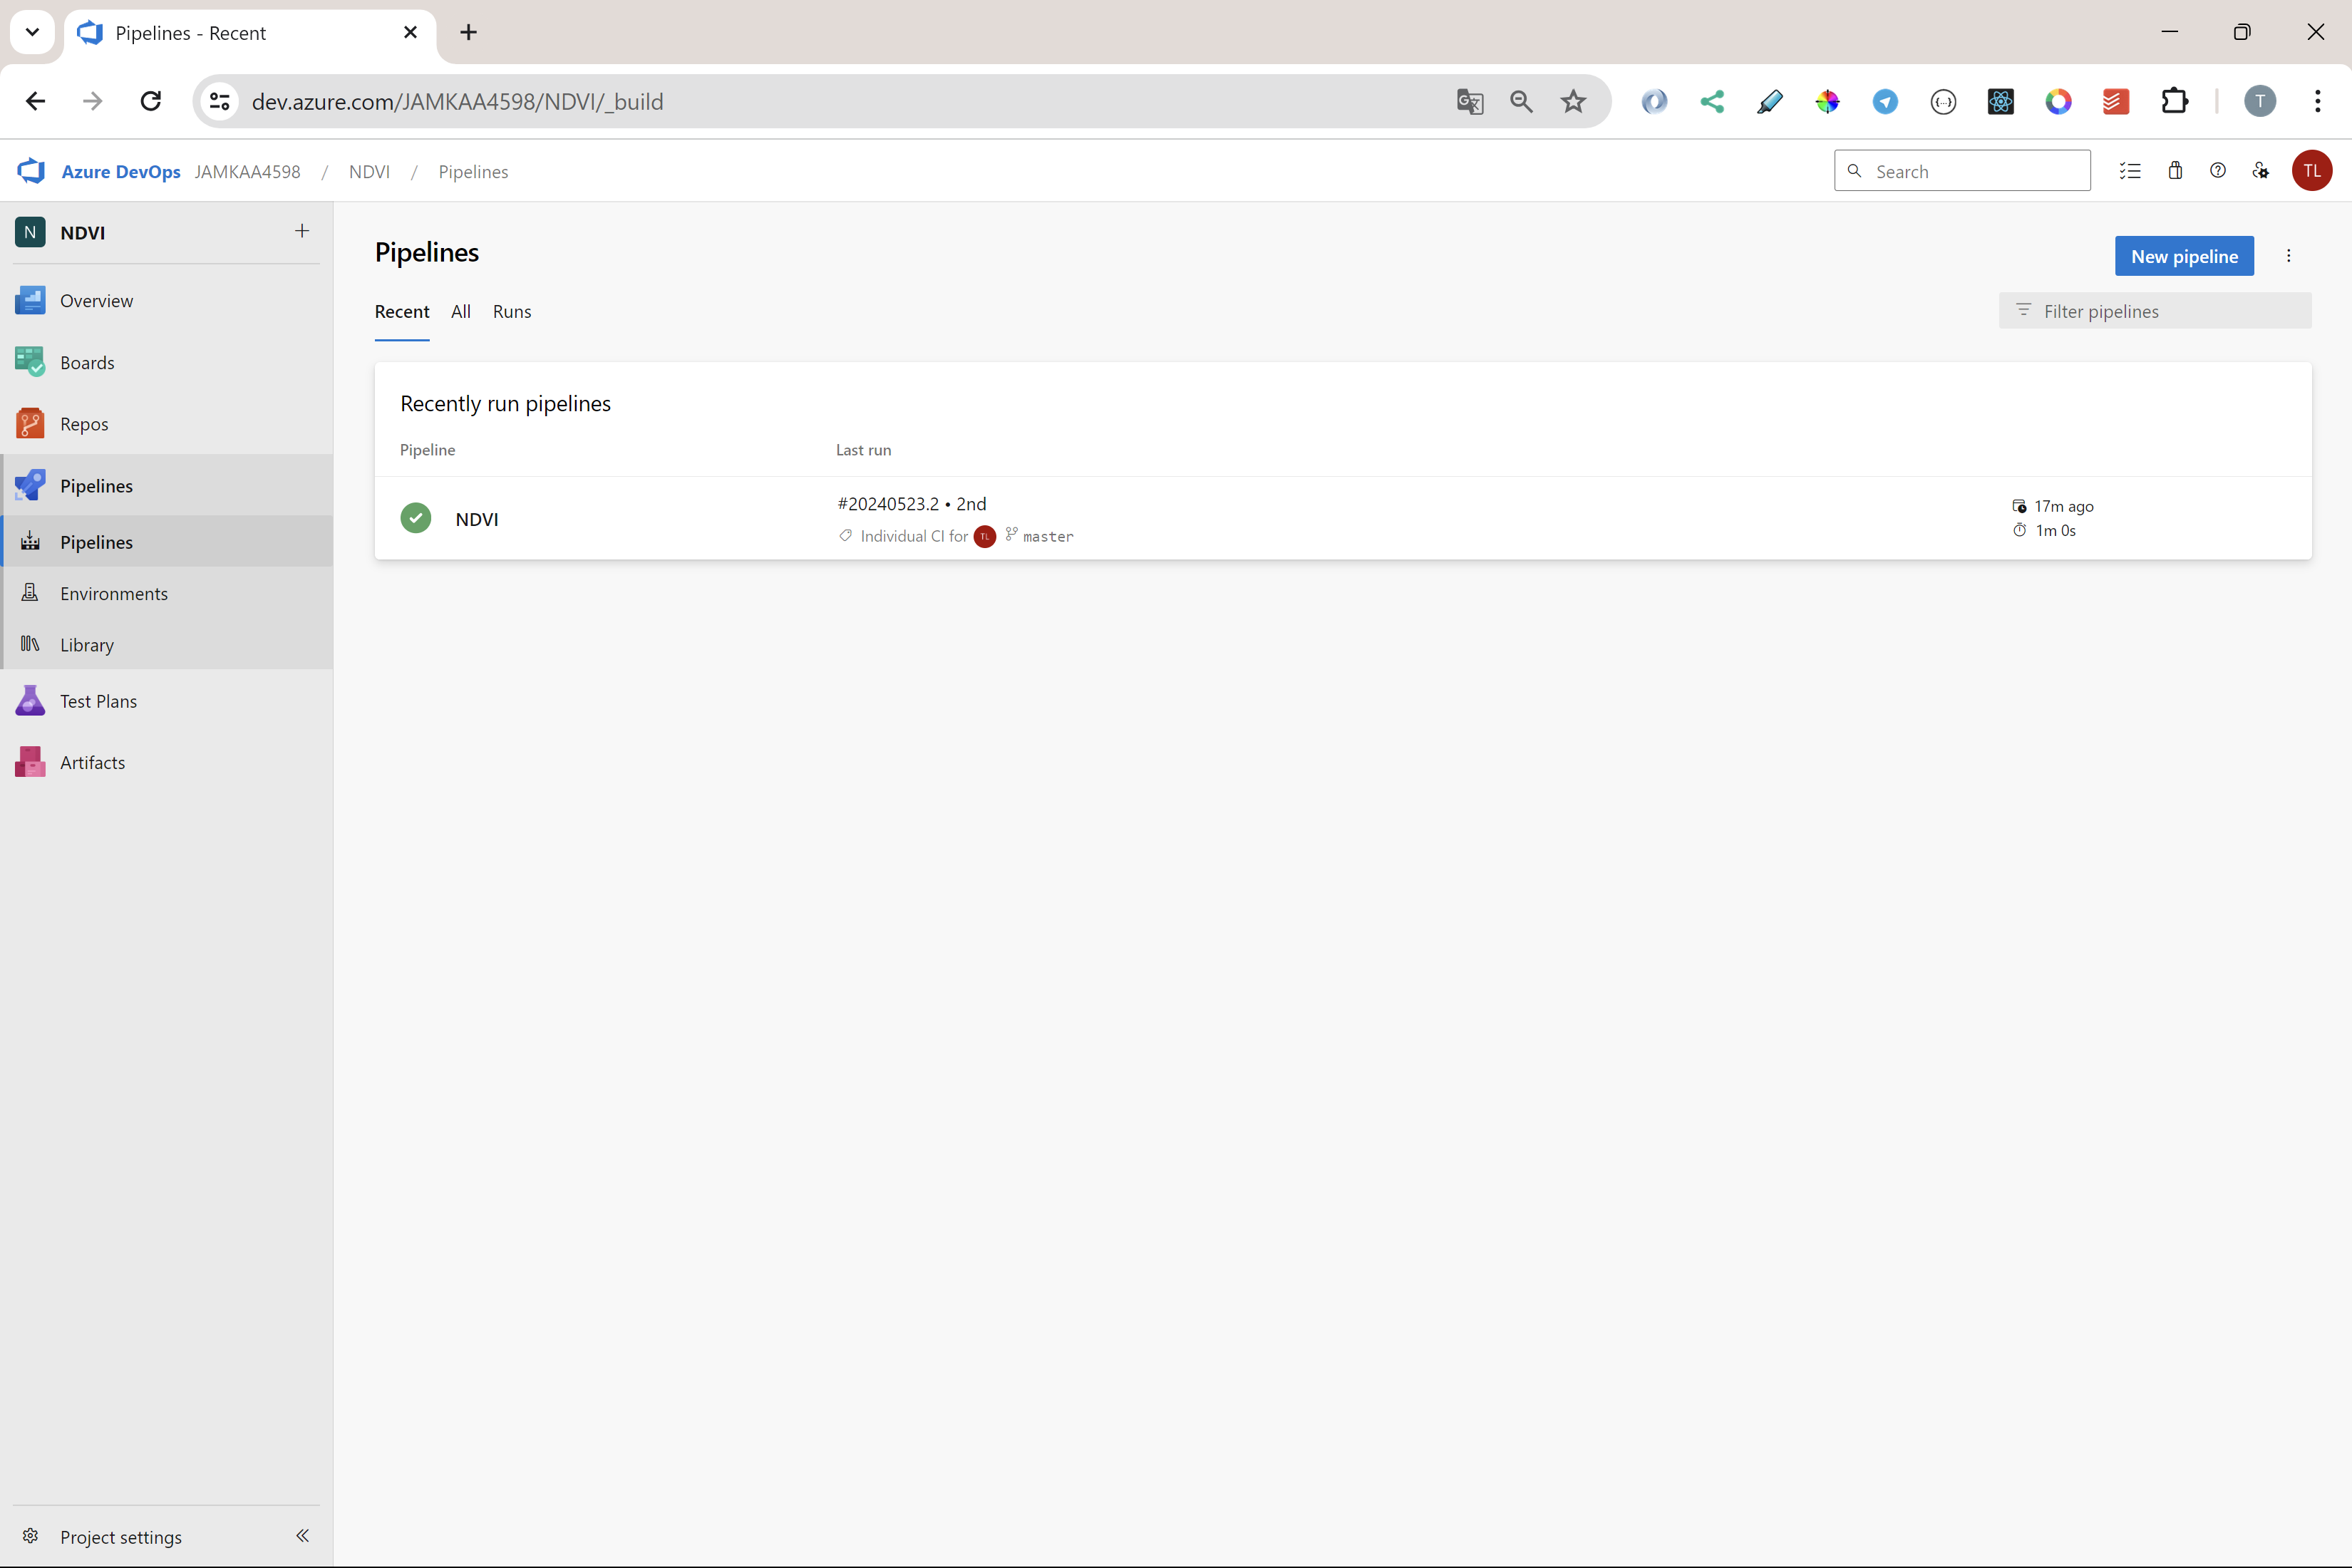 Pipelines - Recent
dev.azure.com/JAMKAA4598/NDVI/_build
T
Azure DevOps JAMKAA4598 / NDVI / Pipelines
Search
TL
N NDVI
Overview
Boards
Repos
Pipelines
Pipelines
Environments
Library
Test Plans
Artifacts
Project settings
Pipelines
New pipeline
Recent All Runs
Filter pipelines
Recently run pipelines
Pipeline Last run
NDVI
#20240523.2 • 2nd
Individual CI for TL master
17m ago
1m 0s